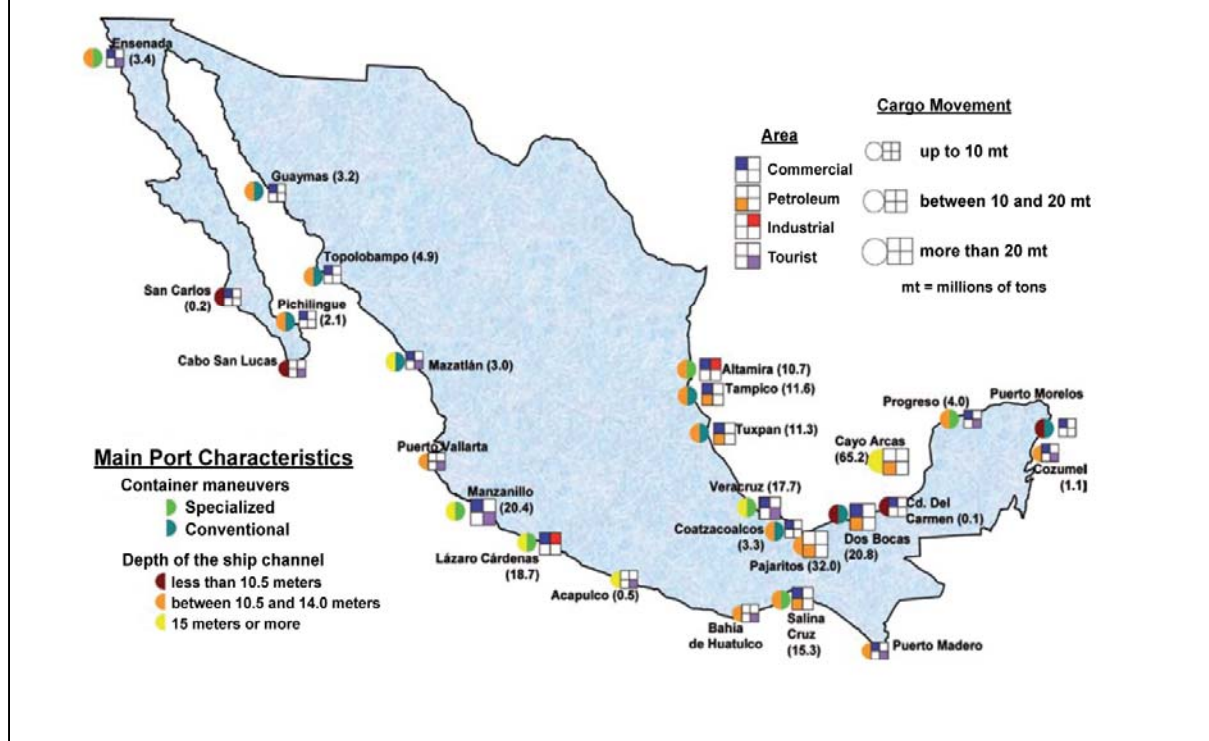 Ensenada
(3.4)
Guaymas (3.2)
Topolobampo (4.9)
San Carlos
(0.2)
Pichilingue
(2.1)
Cabo San Lucas
Mazatlán (3.0)
Puerto Vallarta
Manzanillo
(20.4)
Lázaro Cárdenas
(18.7)
Acapulco (0.5)
Bahía
de Huatulco
Salina
Cruz
(15.3)
Puerto Madero
Altamira (10.7)
Tampico (11.6)
Tuxpan (11.3)
Veracruz (17.7)
Coatzacoalcos
(3.3)
Pajaritos (32.0)
Dos Bocas
(20.8)
Cd. Del
Carmen (0.1)
Cayo Arcas
(65.2)
Progreso (4.0)
Puerto Morelos
Cozumel
(1.1]
Area
Commercial
Petroleum
Industrial
Tourist
Cargo Movement
up to 10 mt
between 10 and 20 mt
more than 20 mt
mt = millions of tons
Main Port Characteristics
Container maneuvers
Specialized
Conventional
Depth of the ship channel
less than 10.5 meters
between 10.5 and 14.0 meters
15 meters or more